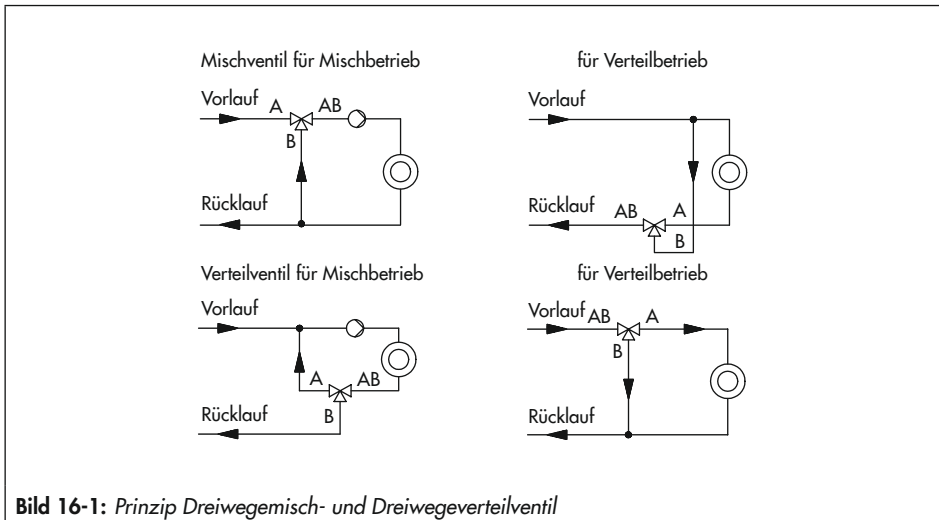 Mischventil für Mischbetrieb
Vorlauf A AB
B
Rücklauf
für Verteilbetrieb
Vorlauf
Rücklauf AB A
B
Verteilventil für Mischbetrieb
Vorlauf
A AB
B
Rücklauf
für Verteilbetrieb
Vorlauf AB A
B
Rücklauf
Bild 16-1: Prinzip Dreiwegemisch- und Dreiwegeverteilventil